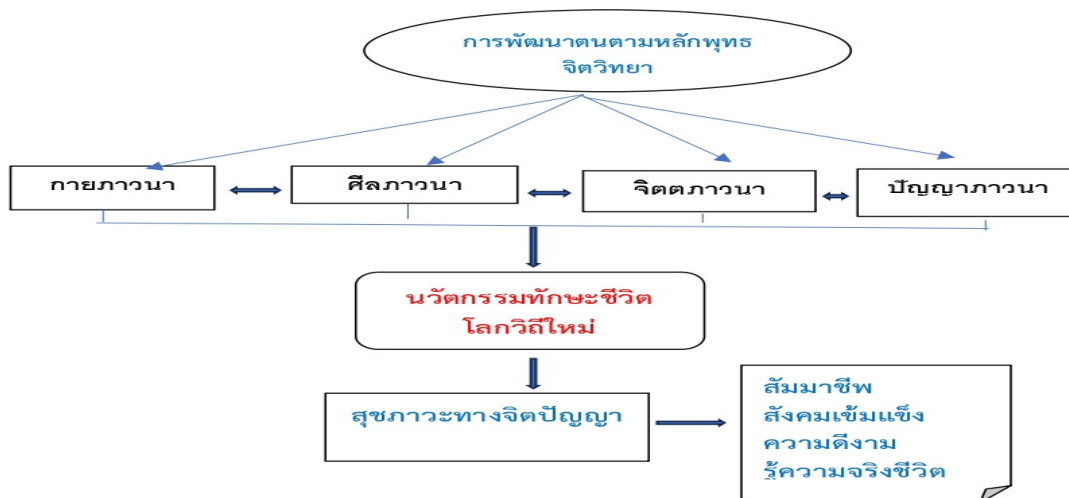 การพัฒนาตนตามหลักพุทธ
จิตวิทยา
กายภาวนา
ศีลภาวนา
จิตตภาวนา
ปัญญาภาวนา
นวัตกรรมทักษะชีวิต
โลกวิถีใหม่
สุชภาวะทางจิตปัญญา
สัมมาชีพ
สังคมเข้มแข็ง
ความดีงาม
รู้ความจริงชีวิต